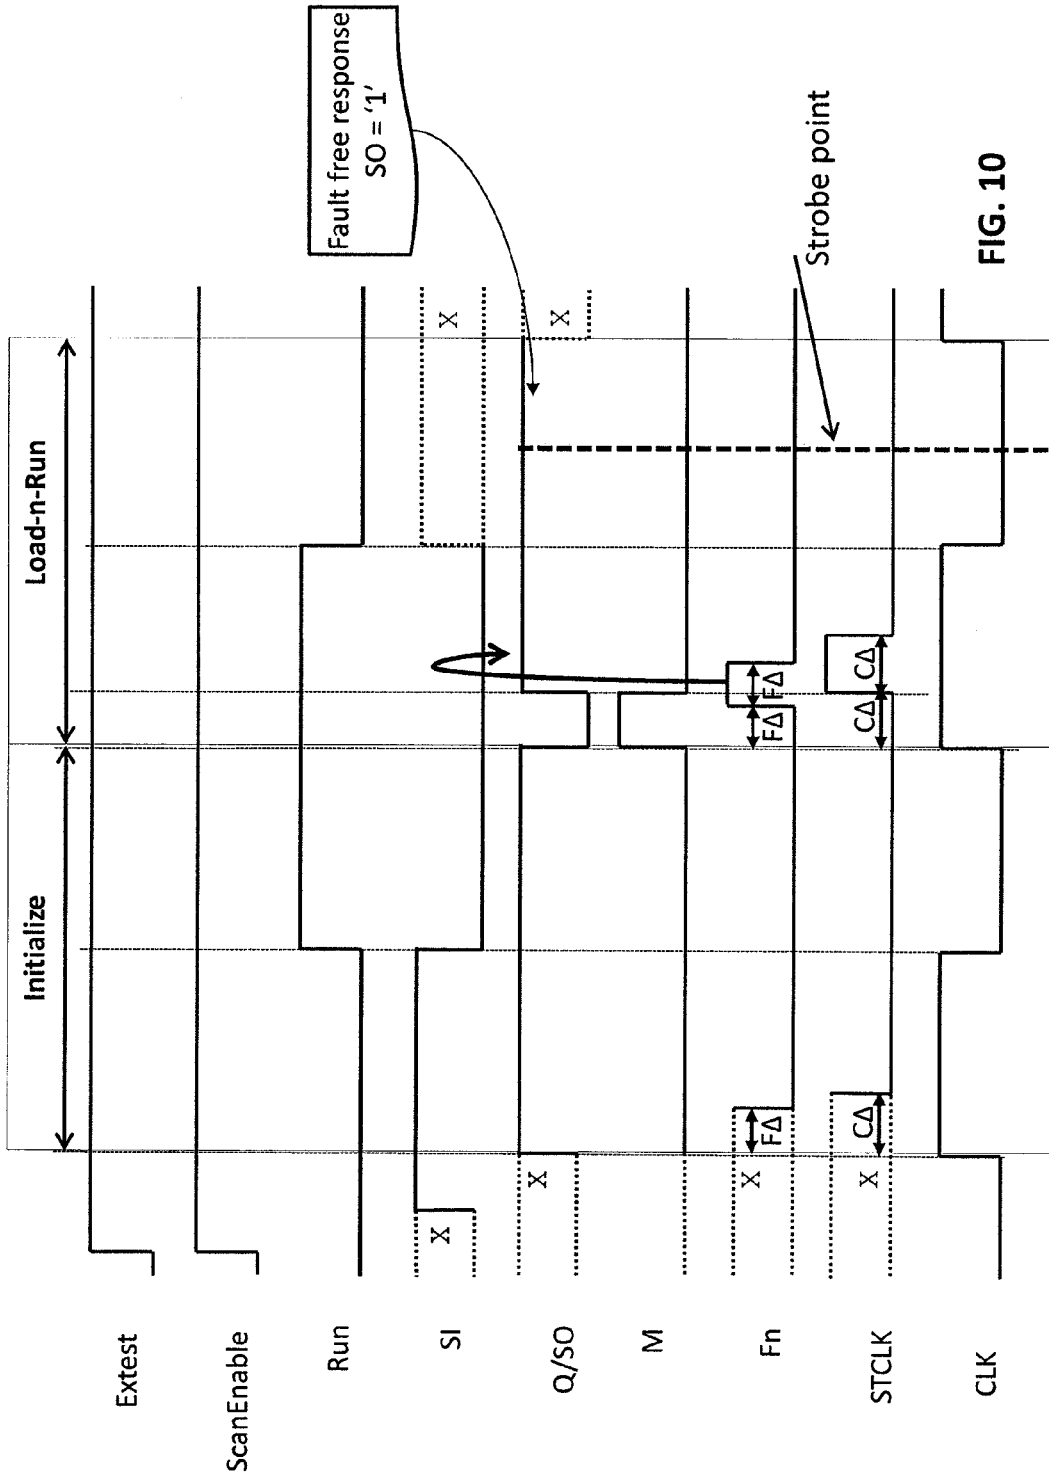 Initialize
Load-n-Run
Extest
ScanEnable
Run
SI
X
X
Fault free response
SO = '1'
Q/SO
X
X
M
Fn
X
FΔ
FΔ
FΔ
STCLK
X
CΔ
CΔ
CΔ
Strobe point
CLK
FIG. 10